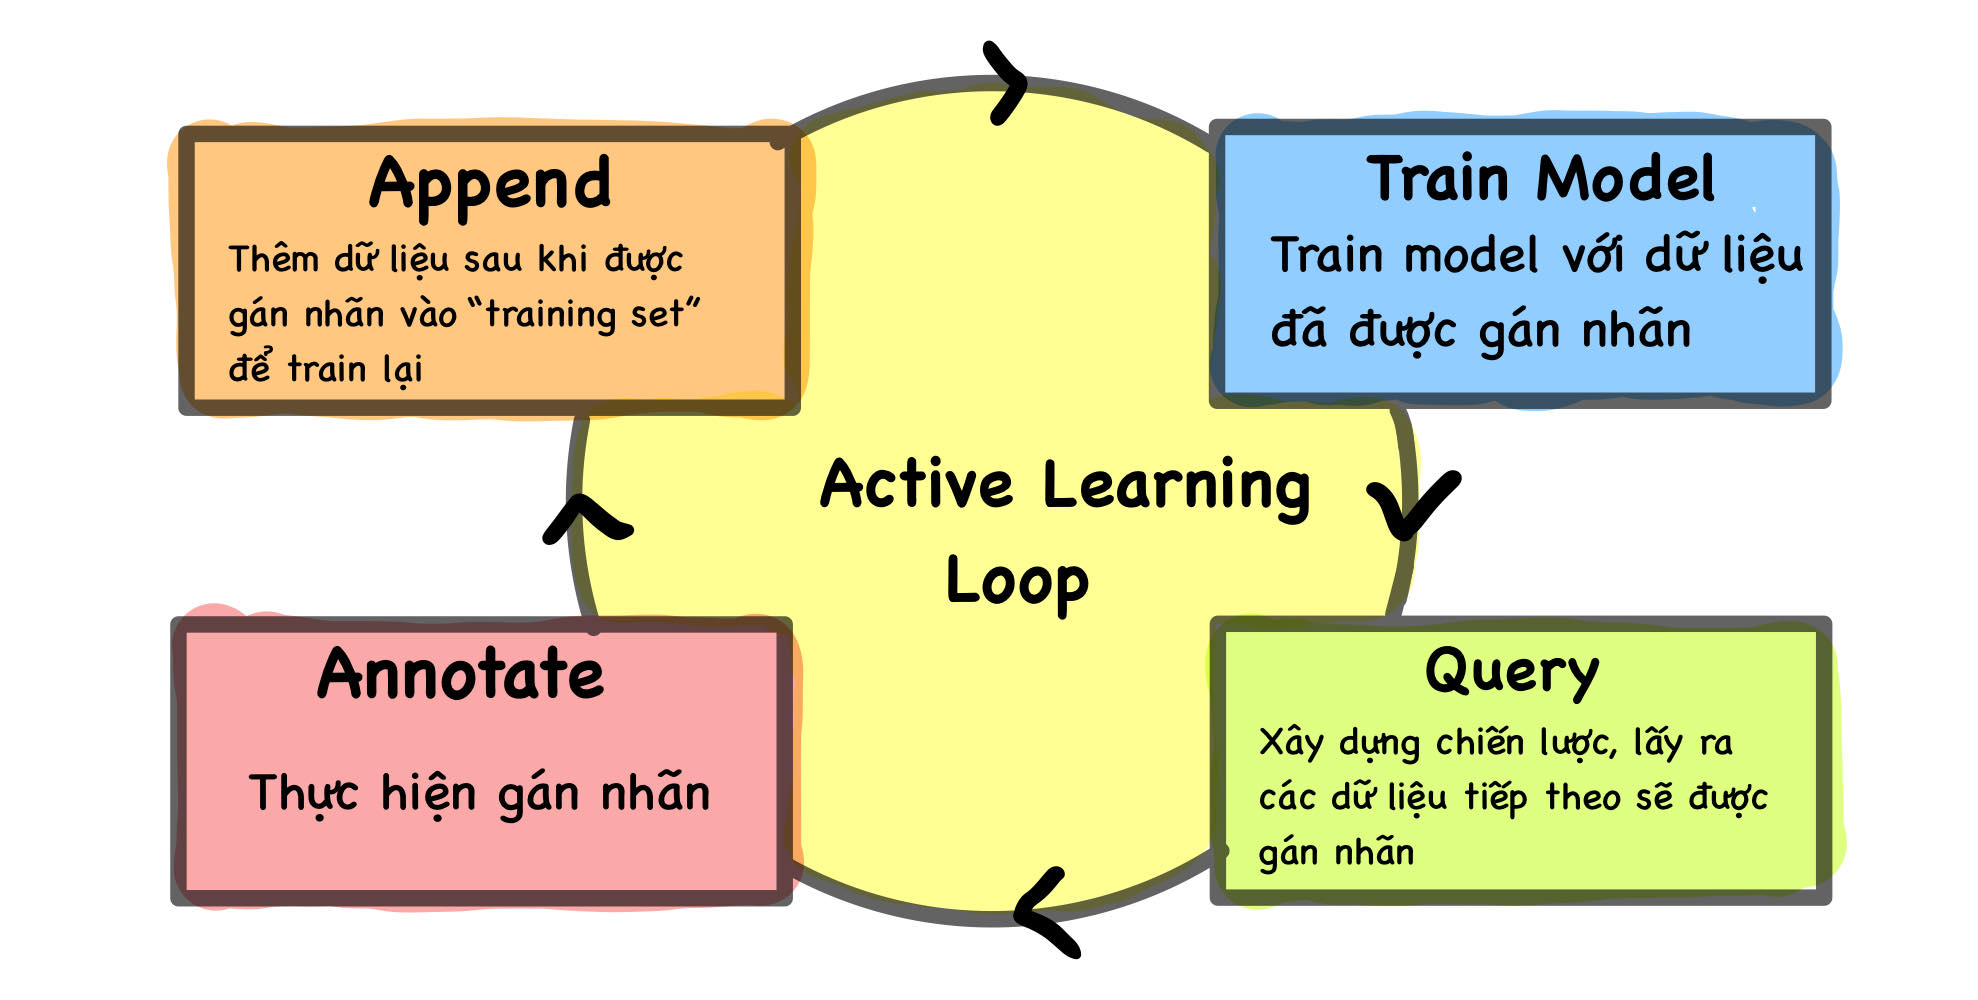 Append
Thêm dữ liệu sau khi được
gán nhãn vào “training set”
để train lại
Train Model
Train model với dữ liệu
đã được gán nhãn
Active Learning
Loop
Annotate
Thực hiện gán nhãn
Query
Xây dựng chiến lược, lấy ra
các dữ liệu tiếp theo sẽ được
gán nhãn